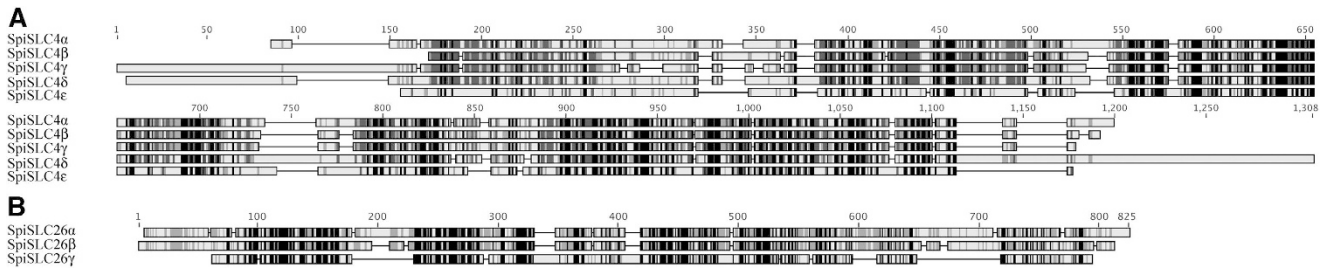 A
1 50 100 150 200 250 300 350 400 450 500 550 600 650
SpiSLC4α
SpiSLC4β
SpiSLC4γ
SpiSLC4δ
SpiSLC4ε
700 750 800 850 900 950 1,000 1,050 1,100 1,150 1,200 1,250 1,308
SpiSLC4α
SpiSLC4β
SpiSLC4γ
SpiSLC4δ
SpiSLC4ε
B
1 100 200 300 400 500 600 700 800 825
SpiSLC26α
SpiSLC26β
SpiSLC26γ